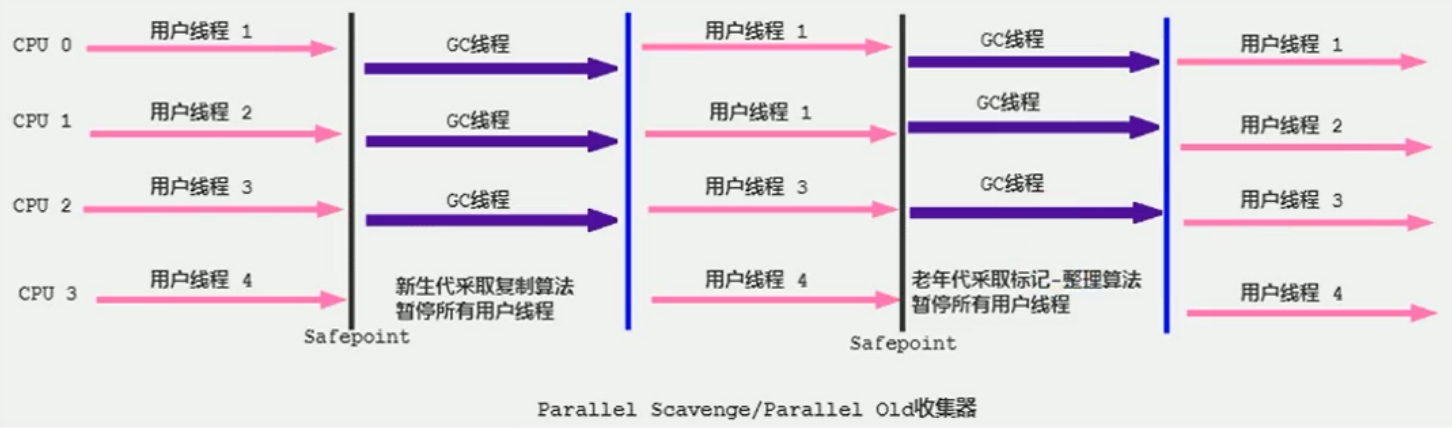 CPU 0
用户线程 1
GC线程
用户线程 1
GC线程
用户线程 1
CPU 1
用户线程 2
GC线程
用户线程 1
GC线程
用户线程 2
CPU 2
用户线程 3
GC线程
用户线程 3
GC线程
用户线程 3
CPU 3
用户线程 4
新生代采取复制算法
暂停所有用户线程
用户线程 4
老年代采取标记-整理算法
暂停所有用户线程
用户线程 4
Safepoint
Safepoint
Parallel Scavenge/Parallel Old收集器